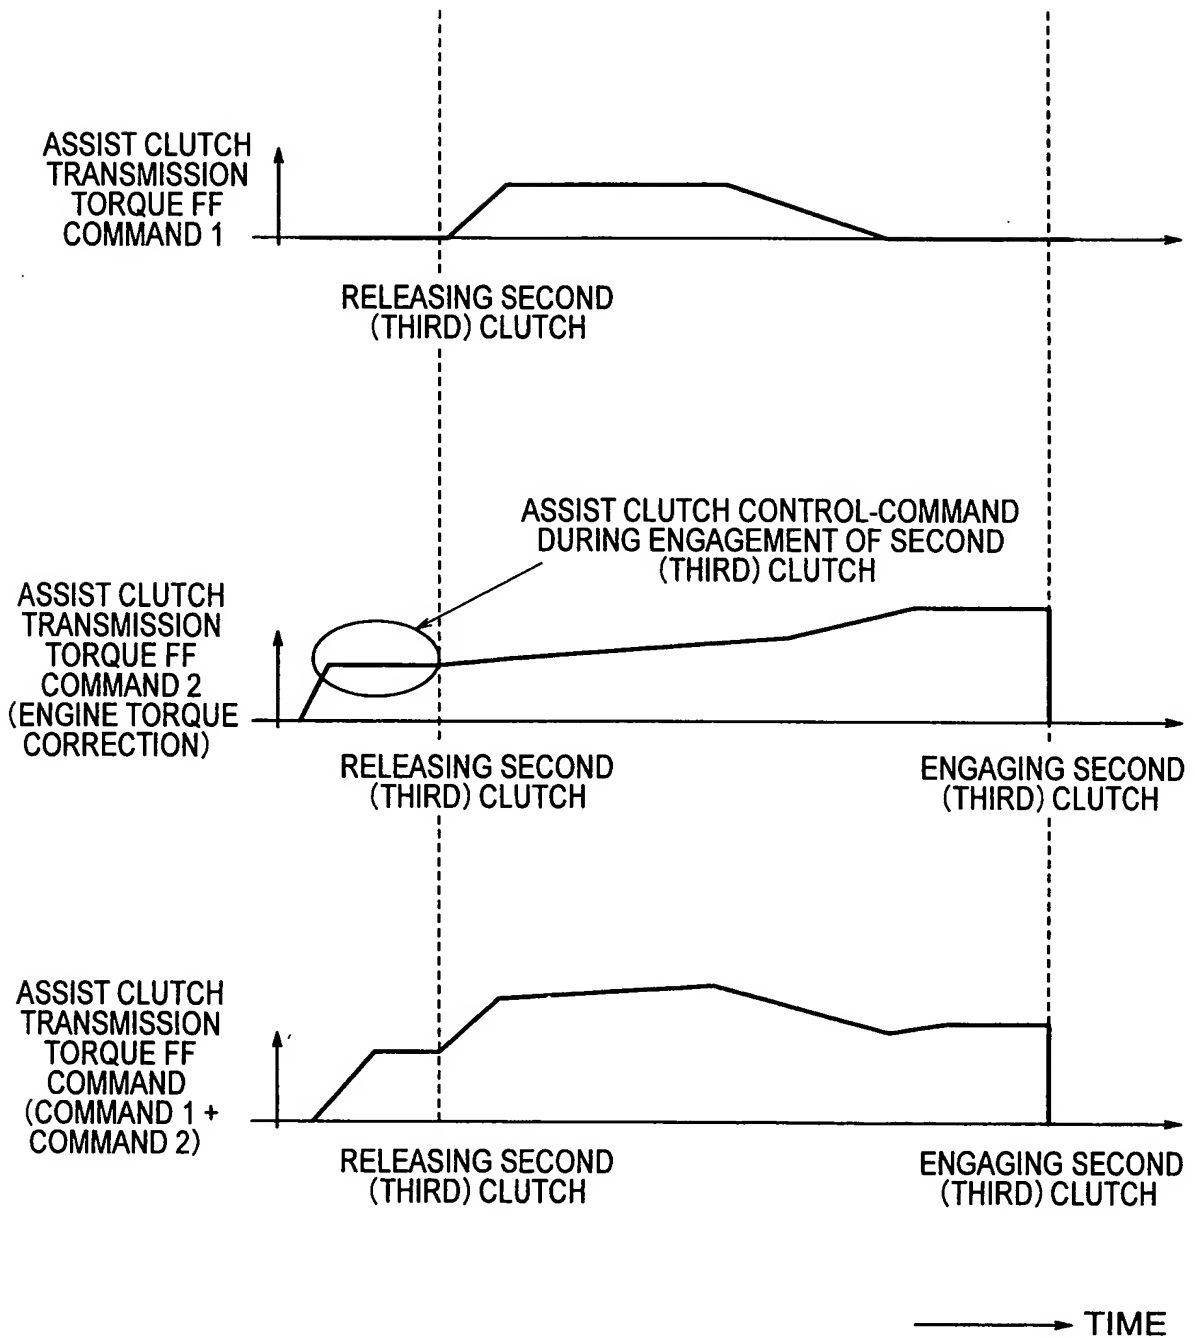 ASSIST CLUTCH
TRANSMISSION
TORQUE FF
COMMAND 1
RELEASING SECOND
(THIRD) CLUTCH
ASSIST CLUTCH CONTROL-COMMAND
DURING ENGAGEMENT OF SECOND
(THIRD) CLUTCH
ASSIST CLUTCH
TRANSMISSION
TORQUE FF
COMMAND 2
(ENGINE TORQUE
CORRECTION)
RELEASING SECOND
(THIRD) CLUTCH
ENGAGING SECOND
(THIRD) CLUTCH
ASSIST CLUTCH
TRANSMISSION
TORQUE FF
COMMAND
(COMMAND 1 +
COMMAND 2)
RELEASING SECOND
(THIRD) CLUTCH
ENGAGING SECOND
(THIRD) CLUTCH
TIME